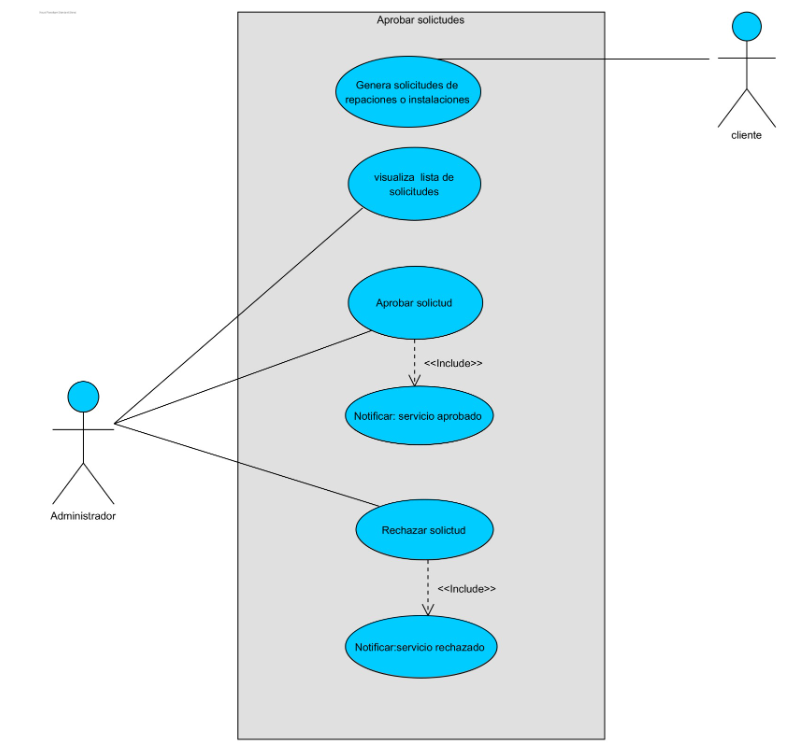 Aprobar solictudes
Genera solicitudes de
repaciones o instalaciones
cliente
visualiza lista de
solicitudes
Aprobar solictud
<<Include>>
Notificar: servicio aprobado
Administrador
Rechazar solictud
<<Include>>
Notificar:servicio rechazado